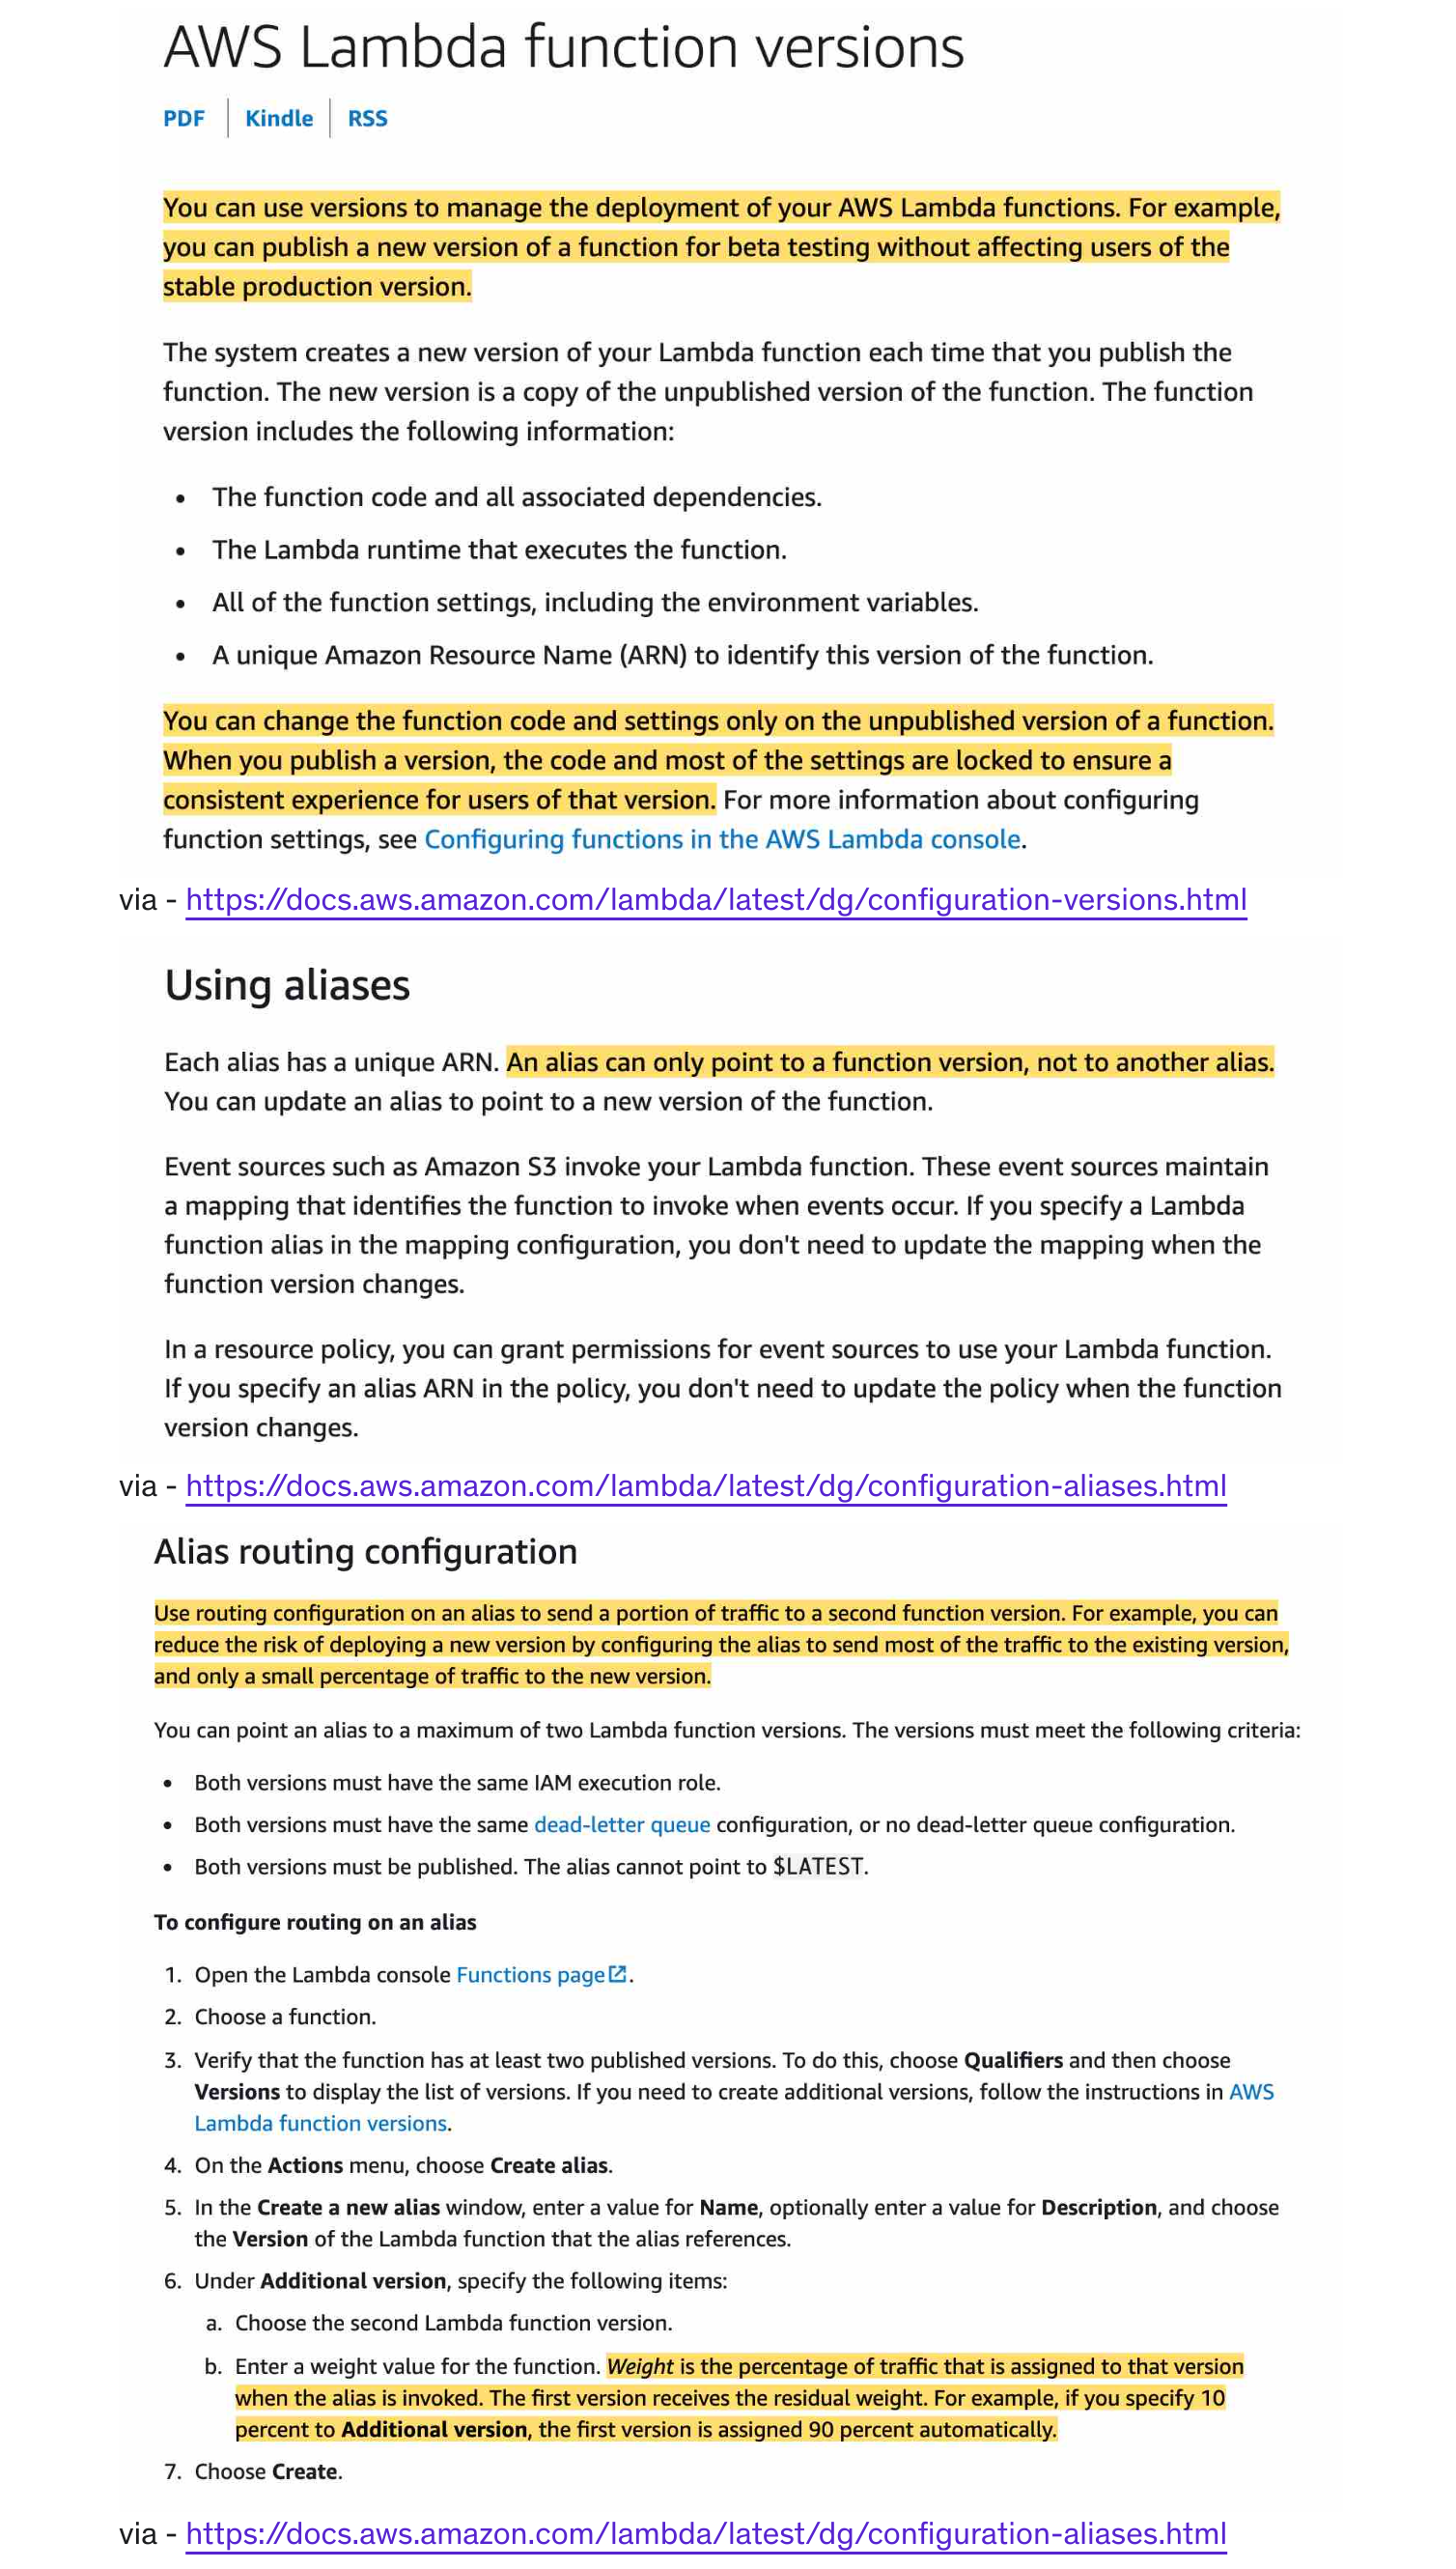 AWS Lambda function versions
PDF | Kindle | RSS
You can use versions to manage the deployment of your AWS Lambda functions. For example,
you can publish a new version of a function for beta testing without affecting users of the
stable production version.
The system creates a new version of your Lambda function each time that you publish the
function. The new version is a copy of the unpublished version of the function. The function
version includes the following information:
• The function code and all associated dependencies.
• The Lambda runtime that executes the function.
• All of the function settings, including the environment variables.
• A unique Amazon Resource Name (ARN) to identify this version of the function.
You can change the function code and settings only on the unpublished version of a function.
When you publish a version, the code and most of the settings are locked to ensure a
consistent experience for users of that version. For more information about configuring
function settings, see Configuring functions in the AWS Lambda console.
via - https://docs.aws.amazon.com/lambda/latest/dg/configuration-versions.html
Using aliases
Each alias has a unique ARN. An alias can only point to a function version, not to another alias.
You can update an alias to point to a new version of the function.
Event sources such as Amazon S3 invoke your Lambda function. These event sources maintain
a mapping that identifies the function to invoke when events occur. If you specify a Lambda
function alias in the mapping configuration, you don't need to update the mapping when the
function version changes.
In a resource policy, you can grant permissions for event sources to use your Lambda function.
If you specify an alias ARN in the policy, you don't need to update the policy when the function
version changes.
via - https://docs.aws.amazon.com/lambda/latest/dg/configuration-aliases.html
Alias routing configuration
Use routing configuration on an alias to send a portion of traffic to a second function version. For example, you can
reduce the risk of deploying a new version by configuring the alias to send most of the traffic to the existing version,
and only a small percentage of traffic to the new version.
You can point an alias to a maximum of two Lambda function versions. The versions must meet the following criteria:
• Both versions must have the same IAM execution role.
• Both versions must have the same dead-letter queue configuration, or no dead-letter queue configuration.
• Both versions must be published. The alias cannot point to $LATEST.
To configure routing on an alias
1. Open the Lambda console Functions page.
2. Choose a function.
3. Verify that the function has at least two published versions. To do this, choose Qualifiers and then choose
Versions to display the list of versions. If you need to create additional versions, follow the instructions in AWS
Lambda function versions.
4. On the Actions menu, choose Create alias.
5. In the Create a new alias window, enter a value for Name, optionally enter a value for Description, and choose
the Version of the Lambda function that the alias references.
6. Under Additional version, specify the following items:
a. Choose the second Lambda function version.
b. Enter a weight value for the function. Weight is the percentage of traffic that is assigned to that version
when the alias is invoked. The first version receives the residual weight. For example, if you specify 10
percent to Additional version, the first version is assigned 90 percent automatically.
7. Choose Create.
via - https://docs.aws.amazon.com/lambda/latest/dg/configuration-aliases.html